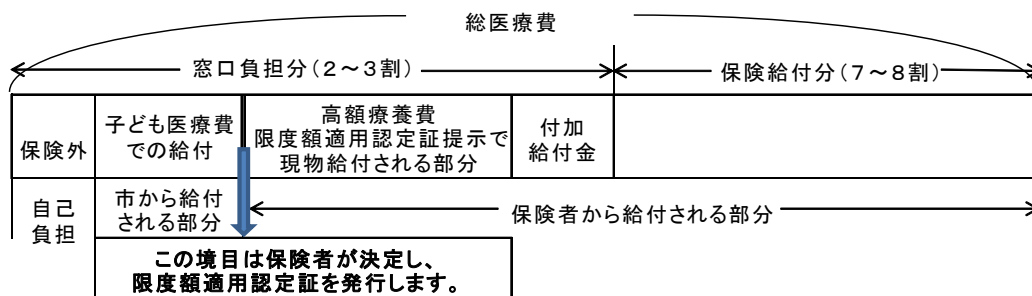 総医療費
窓口負担分(2～3割)
保険給付分(7～8割)
保険外
子ども医療費
での給付
高額療養費
限度額適用認定証提示で
現物給付される部分
付加
給付金
自己
負担
市から給付
される部分
保険者から給付される部分
この境目は保険者が決定し、
限度額適用認定証を発行します。